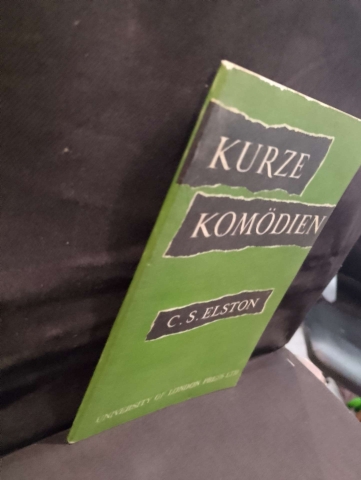 KURZE
KOMÖDIEN
C. S. ELSTON
UNIVERSITY OF LONDON PRESS LTD.